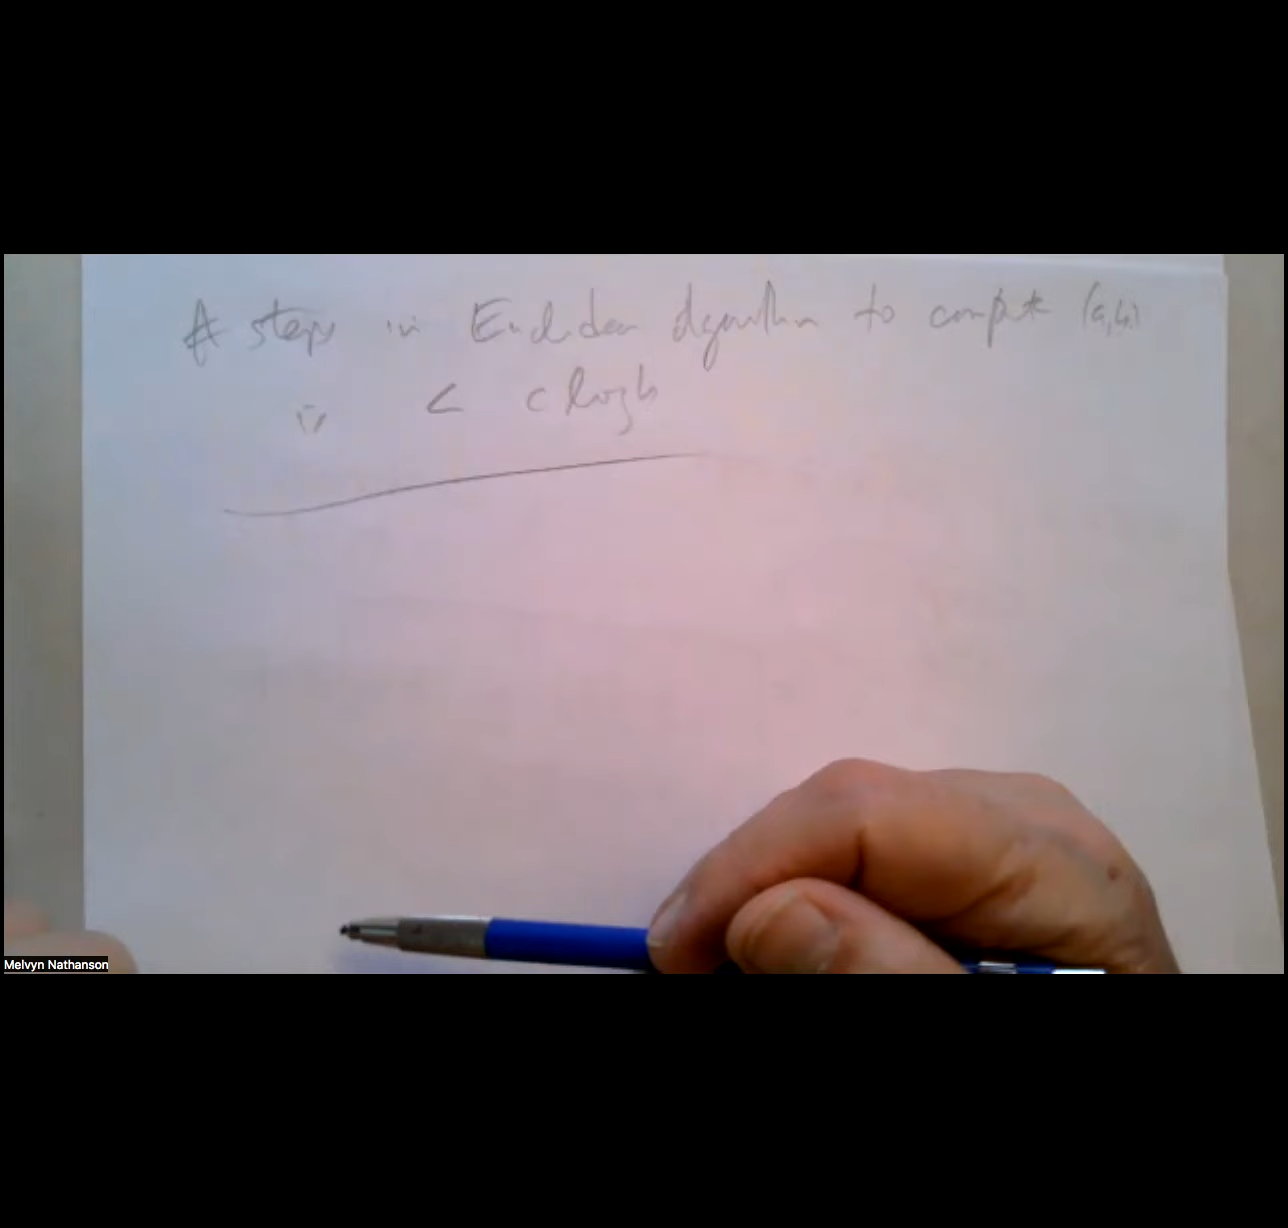 # steps in Euclidean algorithm to compute (a,b)
is < c log b
Melvyn Nathanson